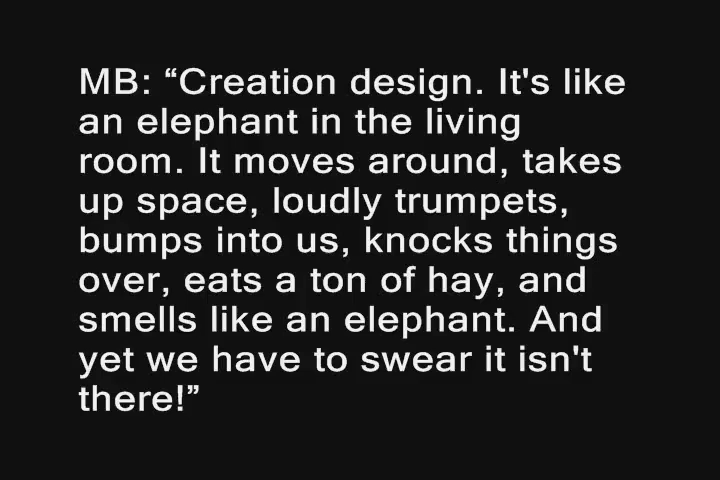 MB: “Creation design. It's like
an elephant in the living
room. It moves around, takes
up space, loudly trumpets,
bumps into us, knocks things
over, eats a ton of hay, and
smells like an elephant. And
yet we have to swear it isn't
there!”